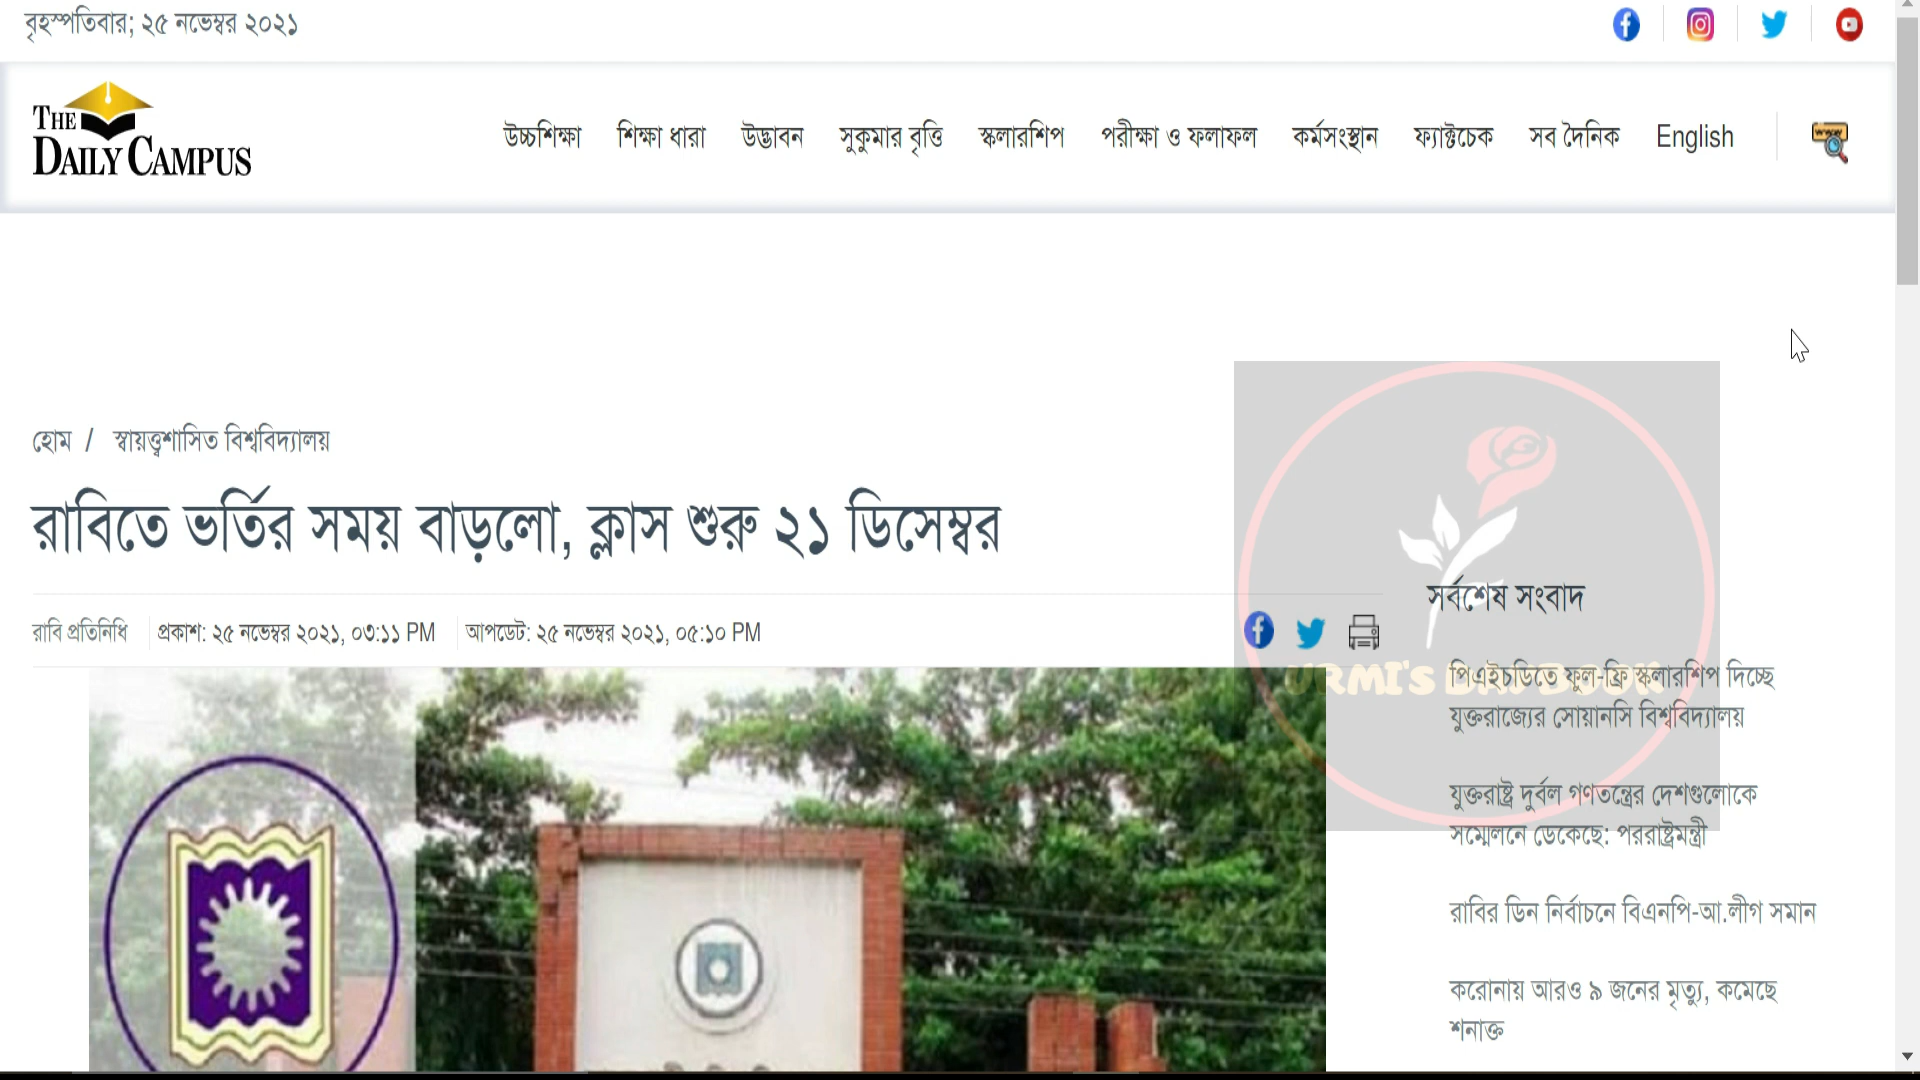 বৃহস্পতিবার; ২৫ নভেম্বর ২০২১
THE
DAILY CAMPUS
উচ্চশিক্ষা শিক্ষা ধারা উদ্ভাবন সুকুমার বৃত্তি স্কলারশিপ পরীক্ষা ও ফলাফল কর্মসংস্থান ফ্যাক্টচেক সব দৈনিক English
হোম / স্বায়ত্ত্বশাসিত বিশ্ববিদ্যালয়
রাবিতে ভর্তির সময় বাড়লো, ক্লাস শুরু ২১ ডিসেম্বর
রাবি প্রতিনিধি প্রকাশ: ২৫ নভেম্বর ২০২১, ০৩:১১ PM আপডেট: ২৫ নভেম্বর ২০২১, ০৫:১০ PM
সর্বশেষ সংবাদ
পিএইচডিতে ফুল-ফ্রি স্কলারশিপ দিচ্ছে
যুক্তরাজ্যের সোয়ানসি বিশ্ববিদ্যালয়
যুক্তরাষ্ট্র দুর্বল গণতন্ত্রের দেশগুলোকে
সম্মেলনে ডেকেছে: পররাষ্ট্রমন্ত্রী
রাবির ডিন নির্বাচনে বিএনপি-আ.লীগ সমান
করোনায় আরও ৯ জনের মৃত্যু, কমেছে
শনাক্ত
URMI's